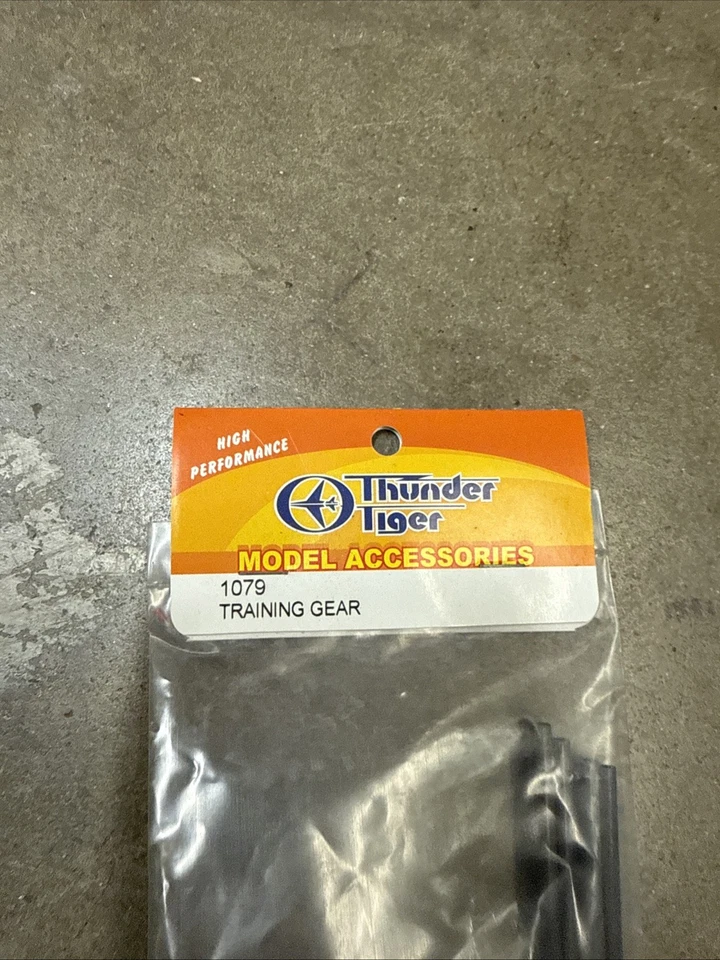 HIGH
PERFORMANCE
Thunder
Tiger
MODEL ACCESSORIES
1079
TRAINING GEAR